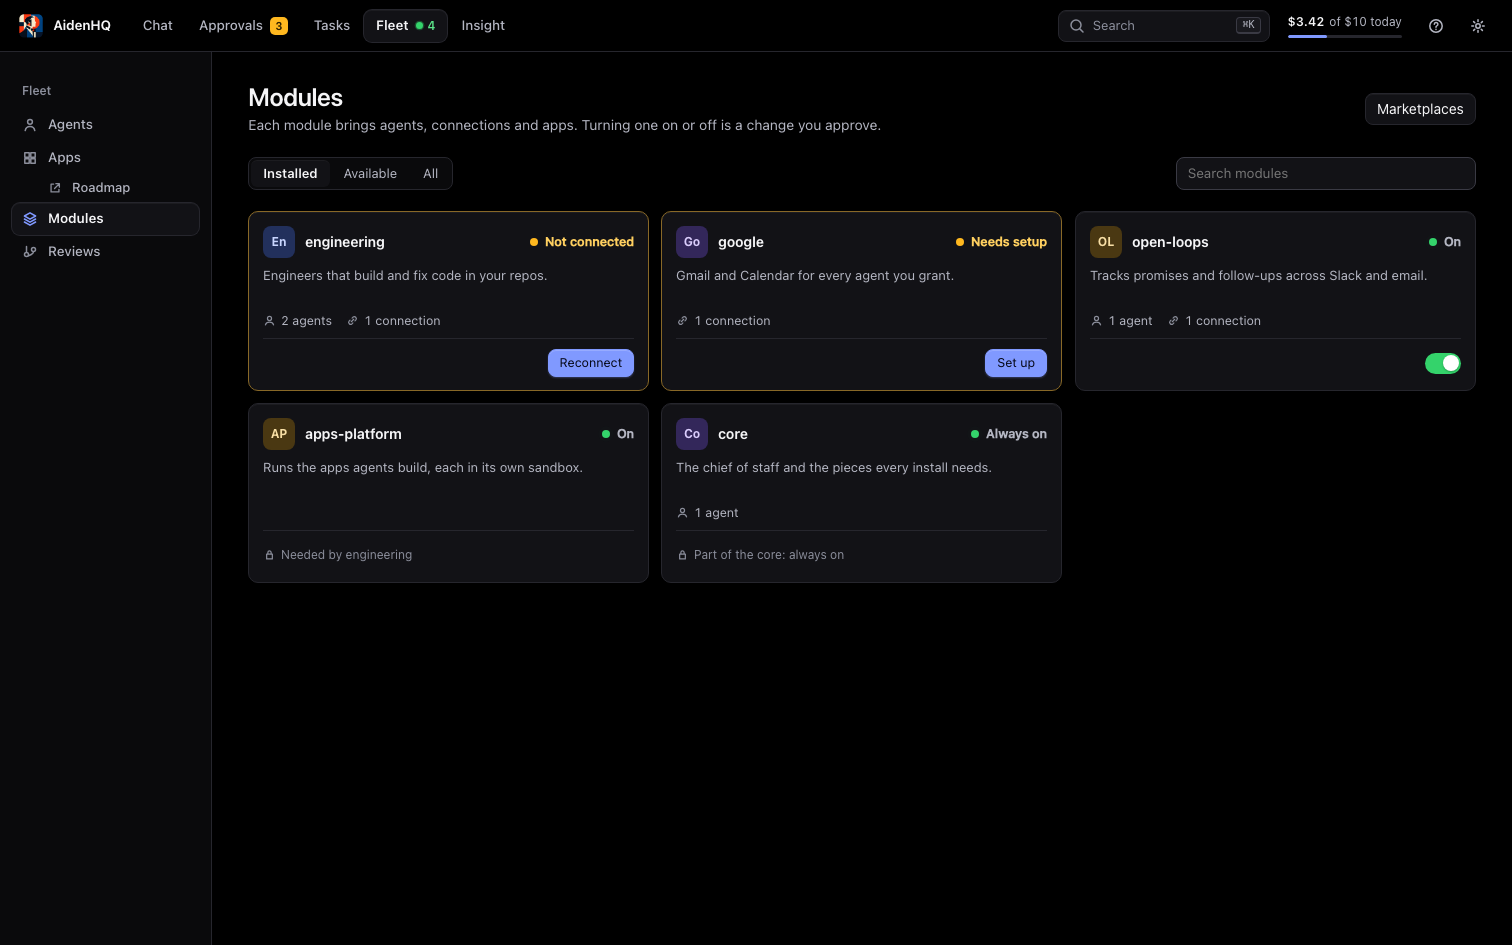 AidenHQ
Chat
Approvals 3
Tasks
Fleet 4
Insight
Search ⌘K
$3.42 of $10 today
Fleet
Agents
Apps
Roadmap
Modules
Reviews
Modules
Each module brings agents, connections and apps. Turning one on or off is a change you approve.
Marketplaces
Installed Available All
Search modules
En engineering Not connected
Engineers that build and fix code in your repos.
2 agents 1 connection
Reconnect
Go google Needs setup
Gmail and Calendar for every agent you grant.
1 connection
Set up
OL open-loops On
Tracks promises and follow-ups across Slack and email.
1 agent 1 connection
AP apps-platform On
Runs the apps agents build, each in its own sandbox.
Needed by engineering
Co core Always on
The chief of staff and the pieces every install needs.
1 agent
Part of the core: always on